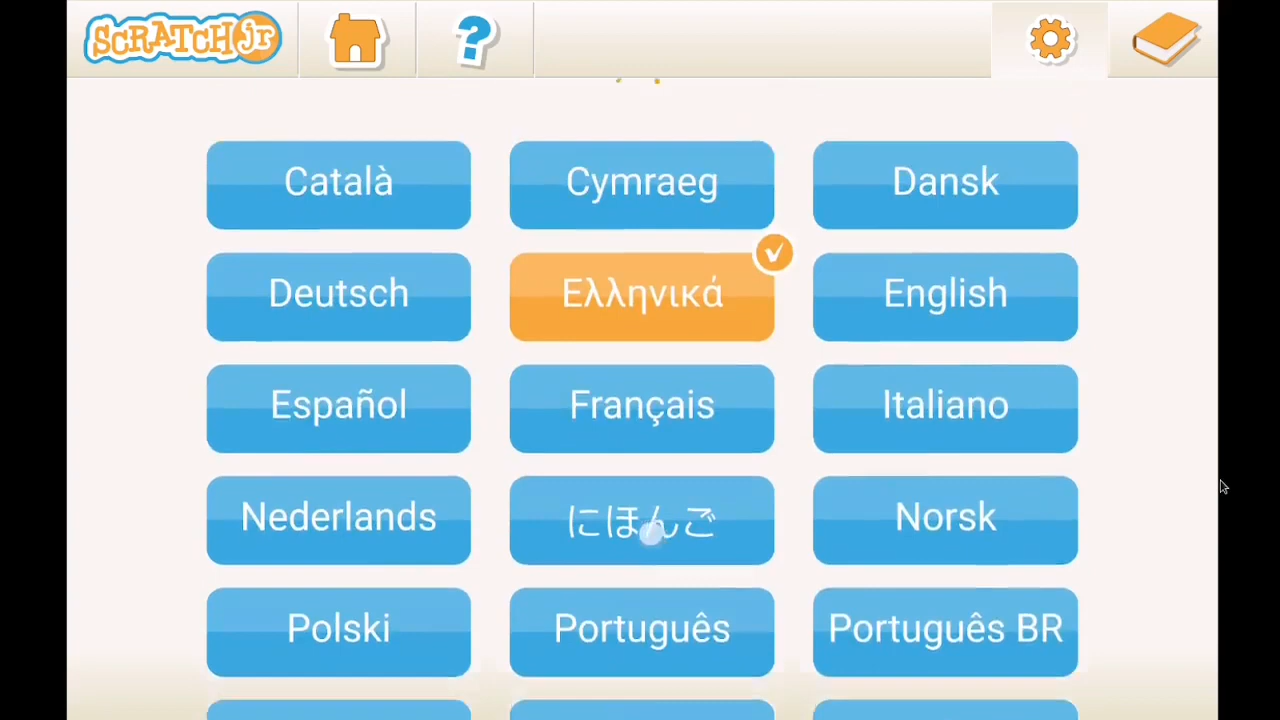 SCRATCHjr
?
Català
Cymraeg
Dansk
Deutsch
Ελληνικά
English
Español
Français
Italiano
Nederlands
にほんご
Norsk
Polski
Português
Português BR